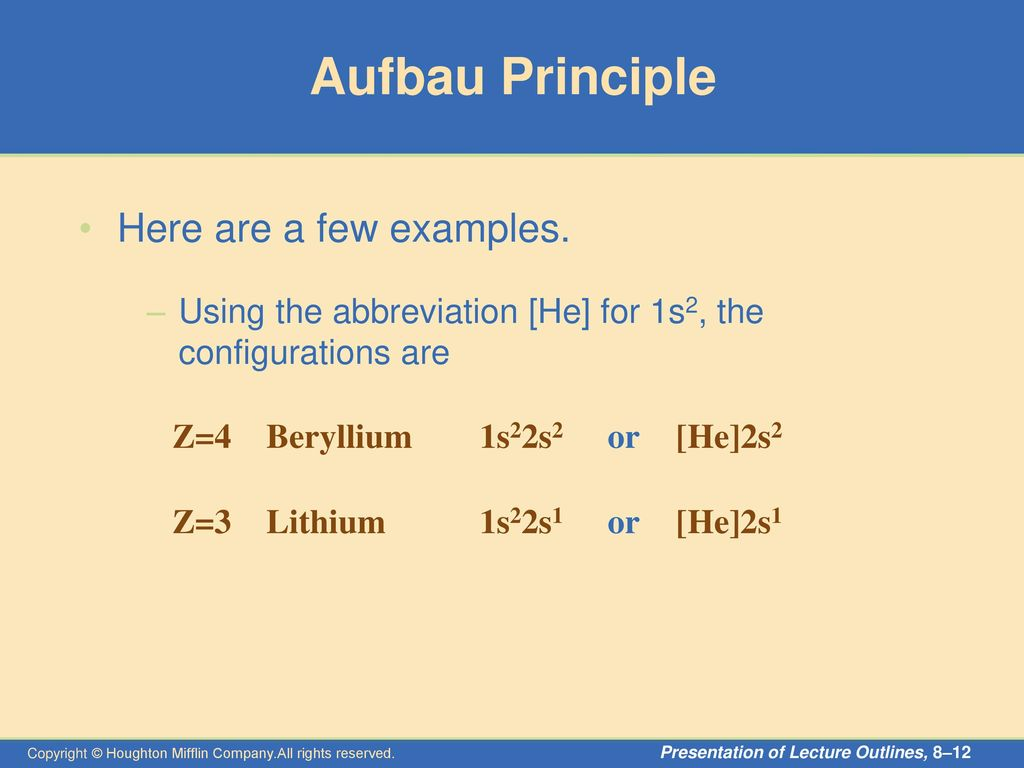 Aufbau Principle
• Here are a few examples.
– Using the abbreviation [He] for 1s², the
configurations are
Z=4 Beryllium 1s²2s² or [He]2s²
Z=3 Lithium 1s²2s¹ or [He]2s¹
Copyright © Houghton Mifflin Company.All rights reserved. Presentation of Lecture Outlines, 8–12